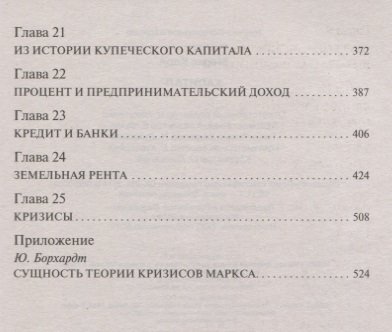 Глава 21
ИЗ ИСТОРИИ КУПЕЧЕСКОГО КАПИТАЛА 372
Глава 22
ПРОЦЕНТ И ПРЕДПРИНИМАТЕЛЬСКИЙ ДОХОД 387
Глава 23
КРЕДИТ И БАНКИ 406
Глава 24
ЗЕМЕЛЬНАЯ РЕНТА 424
Глава 25
КРИЗИСЫ 508
Приложение
Ю. Борхардт
СУЩНОСТЬ ТЕОРИИ КРИЗИСОВ МАРКСА 524